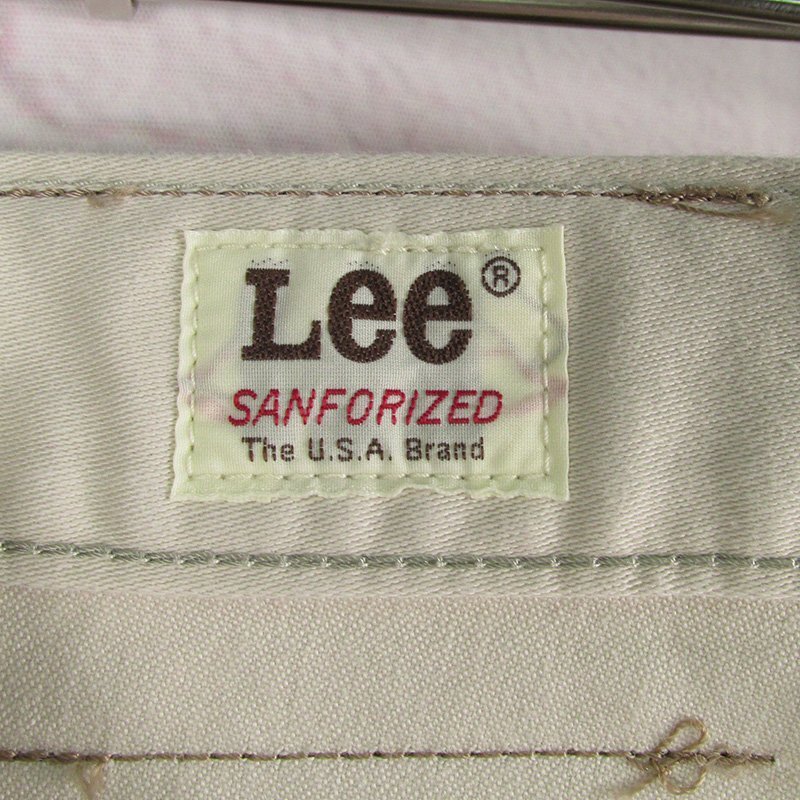 Lee®
SANFORIZED
The U.S.A. Brand